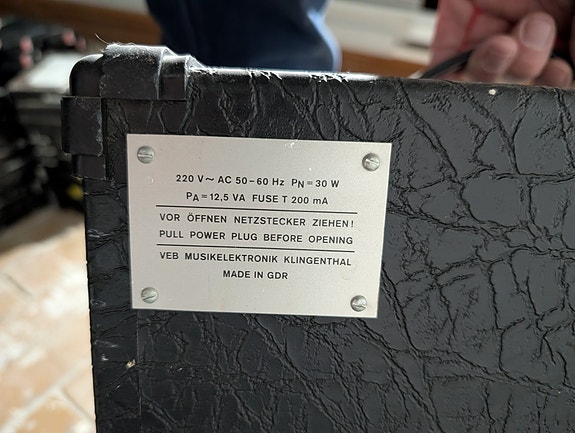 220 V ~ AC 50-60 Hz PN = 30 W
PA = 12,5 VA FUSE T 200 mA
VOR ÖFFNEN NETZSTECKER ZIEHEN!
PULL POWER PLUG BEFORE OPENING
VEB MUSIKELEKTRONIK KLINGENTHAL
MADE IN GDR